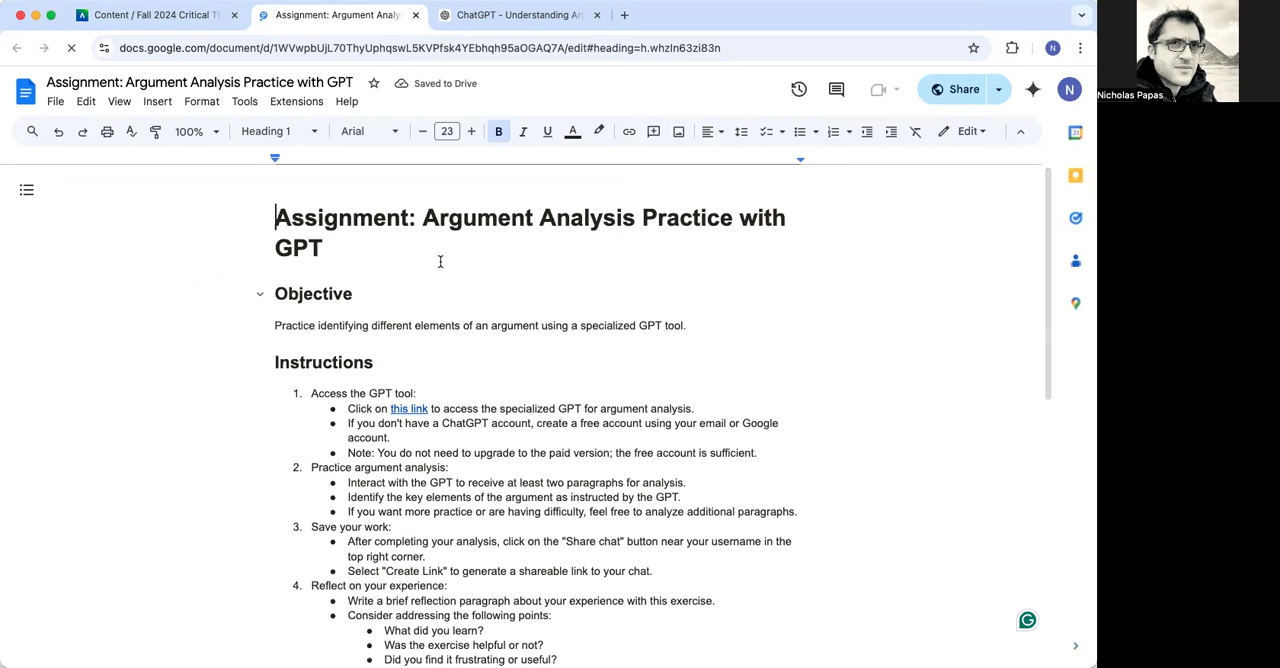 Content / Fall 2024 Critical T
Assignment: Argument Analys
ChatGPT - Understanding Ar
docs.google.com/document/d/1WVwpbUjL70ThyUphqswL5KVPfsk4YEbhqh95aOGAQ7A/edit#heading=h.whzln63zi83n
N
Assignment: Argument Analysis Practice with GPT
Saved to Drive
File Edit View Insert Format Tools Extensions Help
Share
N
100% Heading 1 Arial 23 B I U A Edit
Assignment: Argument Analysis Practice with
GPT
Objective
Practice identifying different elements of an argument using a specialized GPT tool.
Instructions
1. Access the GPT tool:
● Click on this link to access the specialized GPT for argument analysis.
● If you don't have a ChatGPT account, create a free account using your email or Google
account.
● Note: You do not need to upgrade to the paid version; the free account is sufficient.
2. Practice argument analysis:
● Interact with the GPT to receive at least two paragraphs for analysis.
● Identify the key elements of the argument as instructed by the GPT.
● If you want more practice or are having difficulty, feel free to analyze additional paragraphs.
3. Save your work:
● After completing your analysis, click on the "Share chat" button near your username in the
top right corner.
● Select "Create Link" to generate a shareable link to your chat.
4. Reflect on your experience:
● Write a brief reflection paragraph about your experience with this exercise.
● Consider addressing the following points:
● What did you learn?
● Was the exercise helpful or not?
● Did you find it frustrating or useful?
Nicholas Papas